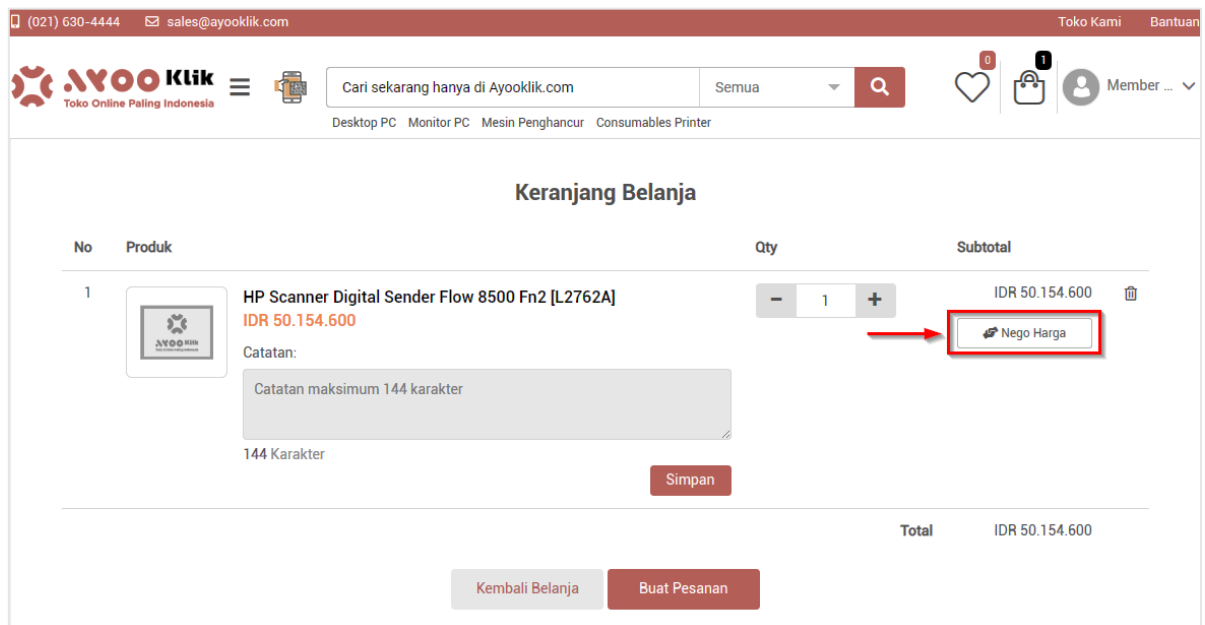 (021) 630-4444 sales@ayooklik.com Toko Kami Bantuan
AYOO Klik
Toko Online Paling Indonesia
Cari sekarang hanya di Ayooklik.com Semua
0 1
Member ...
Desktop PC Monitor PC Mesin Penghancur Consumables Printer
Keranjang Belanja
No Produk Qty Subtotal
1 HP Scanner Digital Sender Flow 8500 Fn2 [L2762A] - 1 + IDR 50.154.600
IDR 50.154.600
Nego Harga
AYOO Klik
Catatan:
Catatan maksimum 144 karakter
144 Karakter
Simpan
Total IDR 50.154.600
Kembali Belanja Buat Pesanan